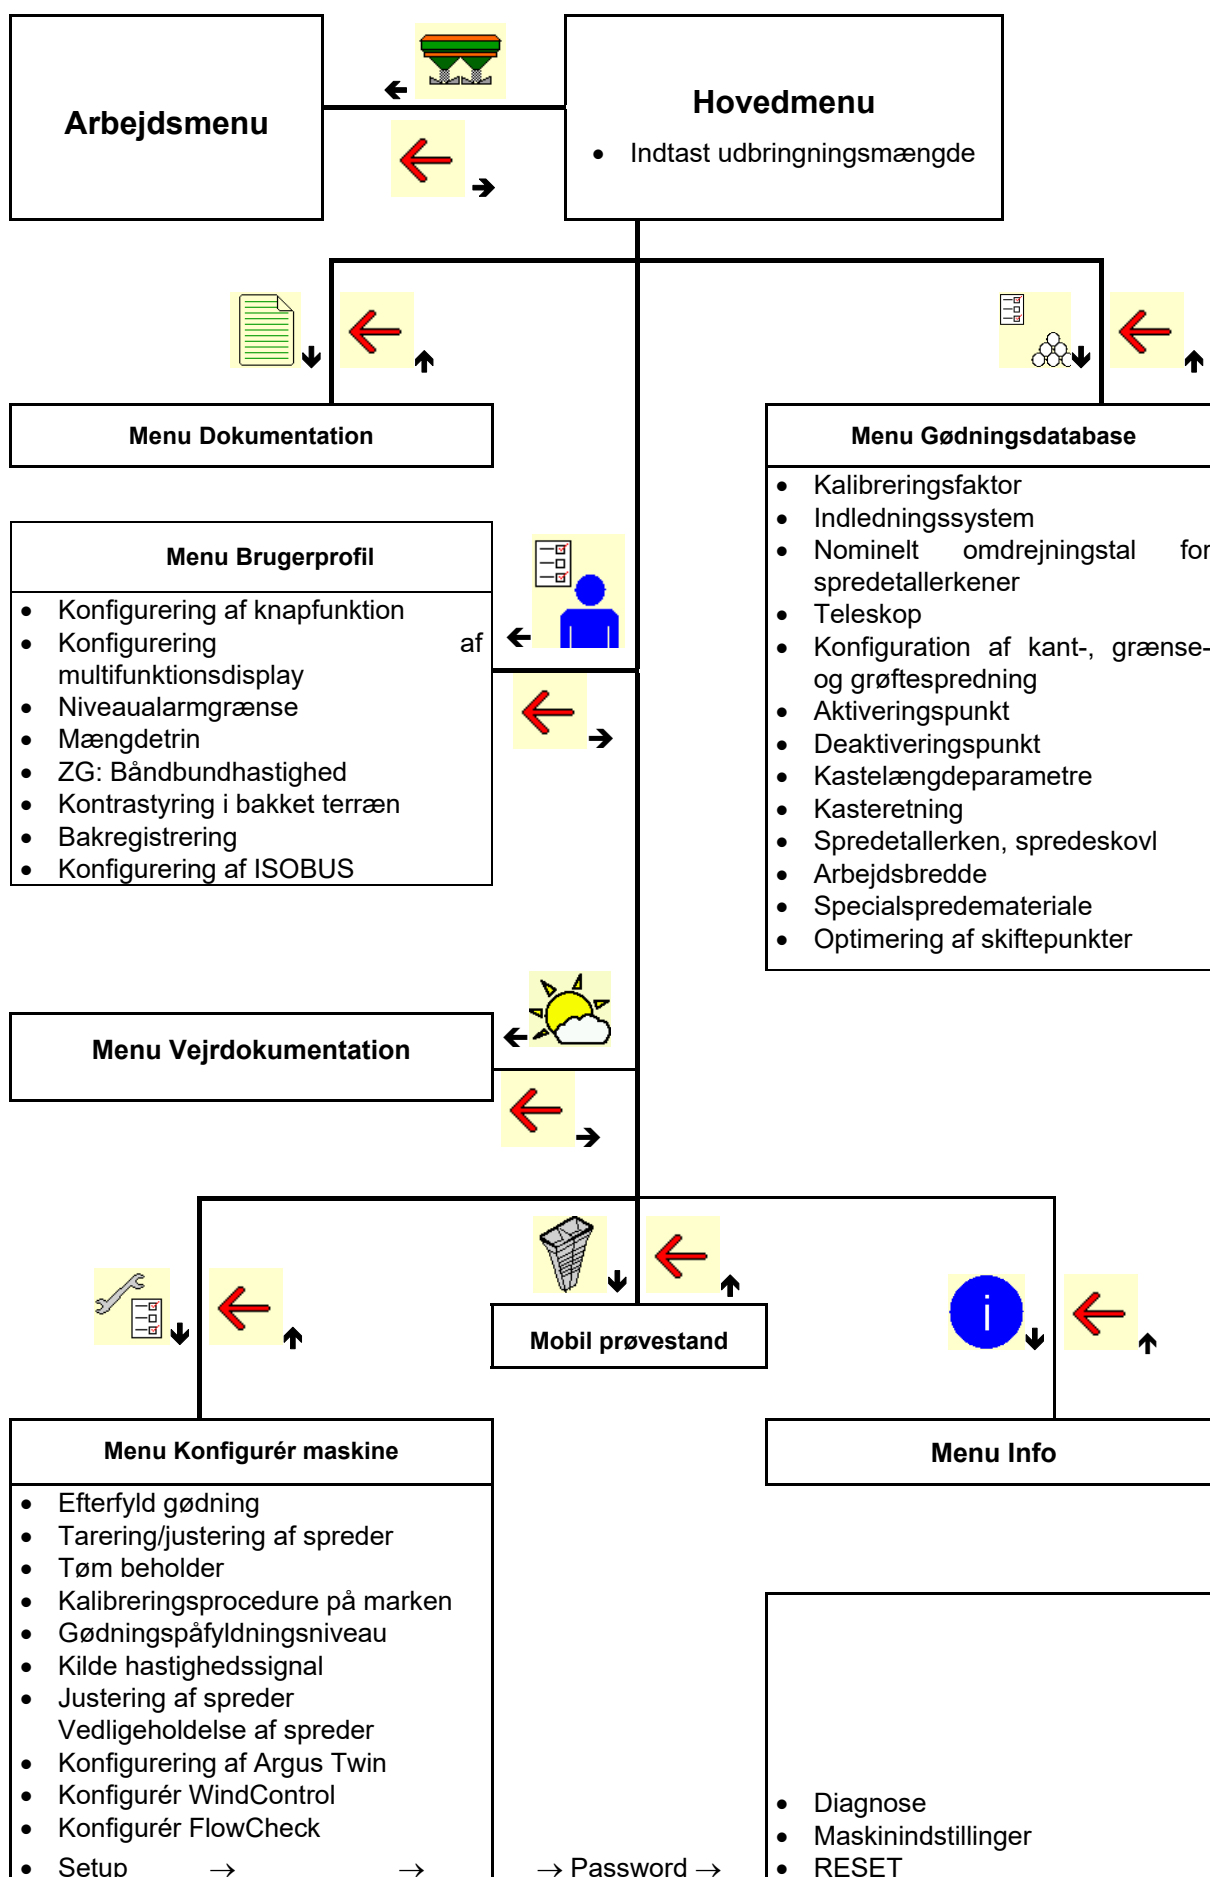 Arbejdsmenu
Hovedmenu
• Indtast udbringningsmængde
Menu Dokumentation
Menu Gødningsdatabase
• Kalibreringsfaktor
• Indledningssystem
• Nominelt omdrejningstal for
spredetallerkener
• Teleskop
• Konfiguration af kant-, grænse-
og grøftespredning
• Aktiveringspunkt
• Deaktiveringspunkt
• Kastelængdeparametre
• Kasteretning
• Spredetallerken, spredeskovl
• Arbejdsbredde
• Specialspredemateriale
• Optimering af skiftepunkter
Menu Brugerprofil
• Konfigurering af knapfunktion
• Konfigurering af
multifunktionsdisplay
• Niveaualarmgrænse
• Mængdetrin
• ZG: Båndbundhastighed
• Kontrastyring i bakket terræn
• Bakregistrering
• Konfigurering af ISOBUS
Menu Vejrdokumentation
Mobil prøvestand
i
Menu Konfigurér maskine
• Efterfyld gødning
• Tarering/justering af spreder
• Tøm beholder
• Kalibreringsprocedure på marken
• Gødningspåfyldningsniveau
• Kilde hastighedssignal
• Justering af spreder
Vedligeholdelse af spreder
• Konfigurering af Argus Twin
• Konfigurér WindControl
• Konfigurér FlowCheck
• Setup → → → Password →
Menu Info
• Diagnose
• Maskinindstillinger
• RESET